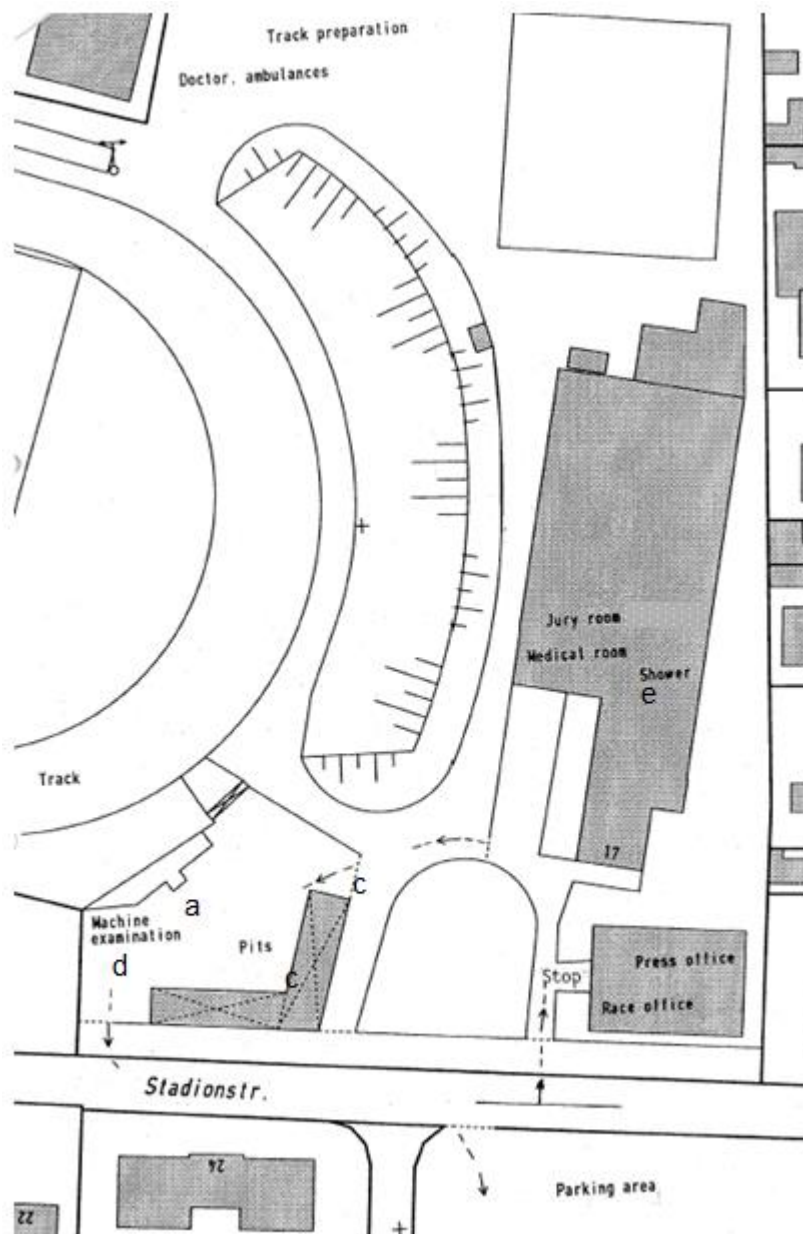 Track preparation
Doctor, ambulances
Jury room
Medical room
Shower
e
Track
17
c
a
Machine
examination
Pits
d
c
Press office
Stop
Race office
Stadionstr.
24
Parking area
22